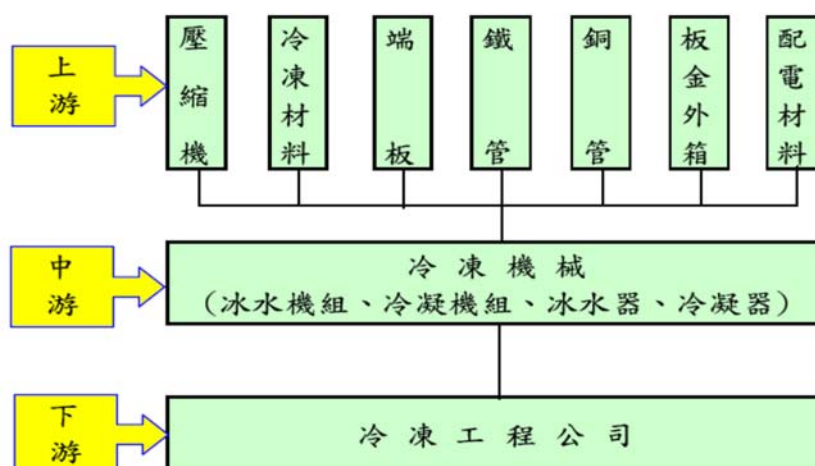 上游
壓縮機
冷凍材料
端板
鐵管
銅管
板金外箱
配電材料
中游
冷凍機械
(冰水機組、冷凝機組、冰水器、冷凝器)
下游
冷凍工程公司